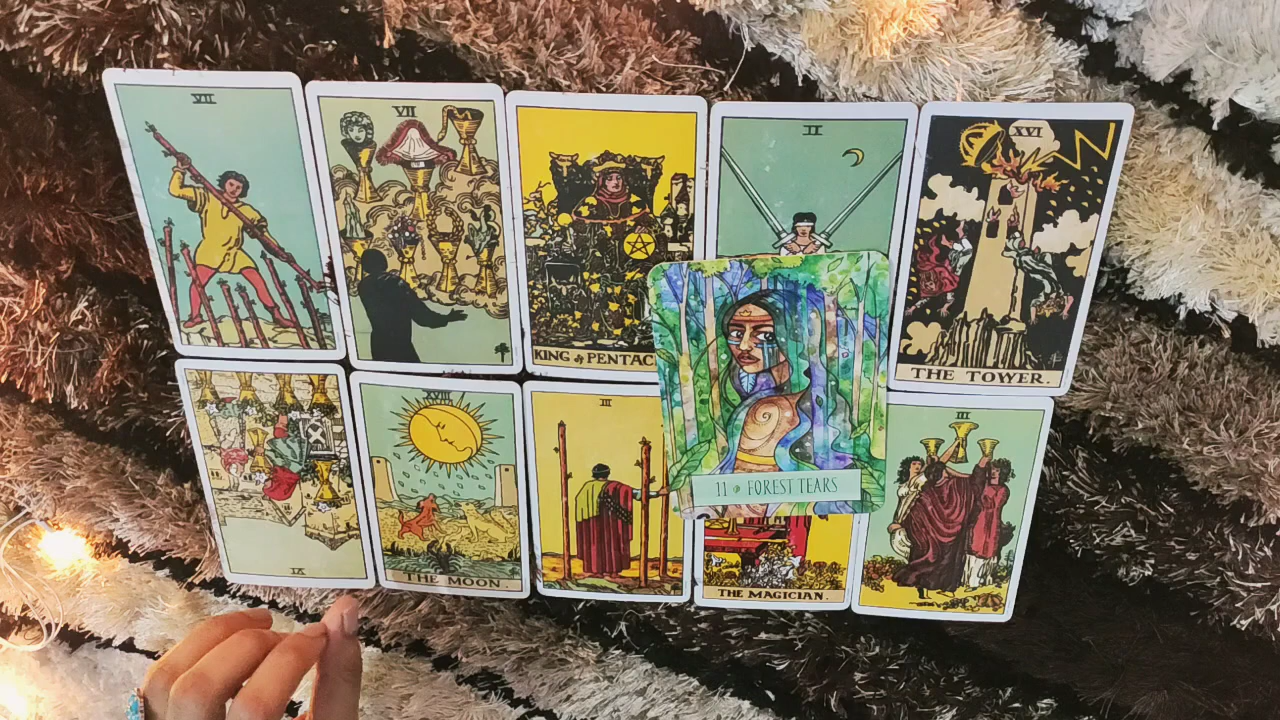 VII
VII
KING of PENTAC
II
XVI
THE TOWER.
VI
XVIII
THE MOON
III
11 FOREST TEARS
THE MAGICIAN.
III